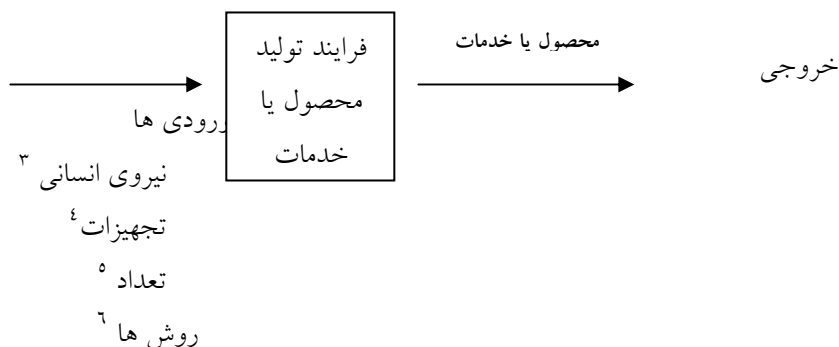 فرایند تولید
محصول یا
خدمات
محصول یا خدمات
خروجی
ورودی ها
نیروی انسانی ۳
تجهیزات ٤
تعداد ٥
روش ها ٦